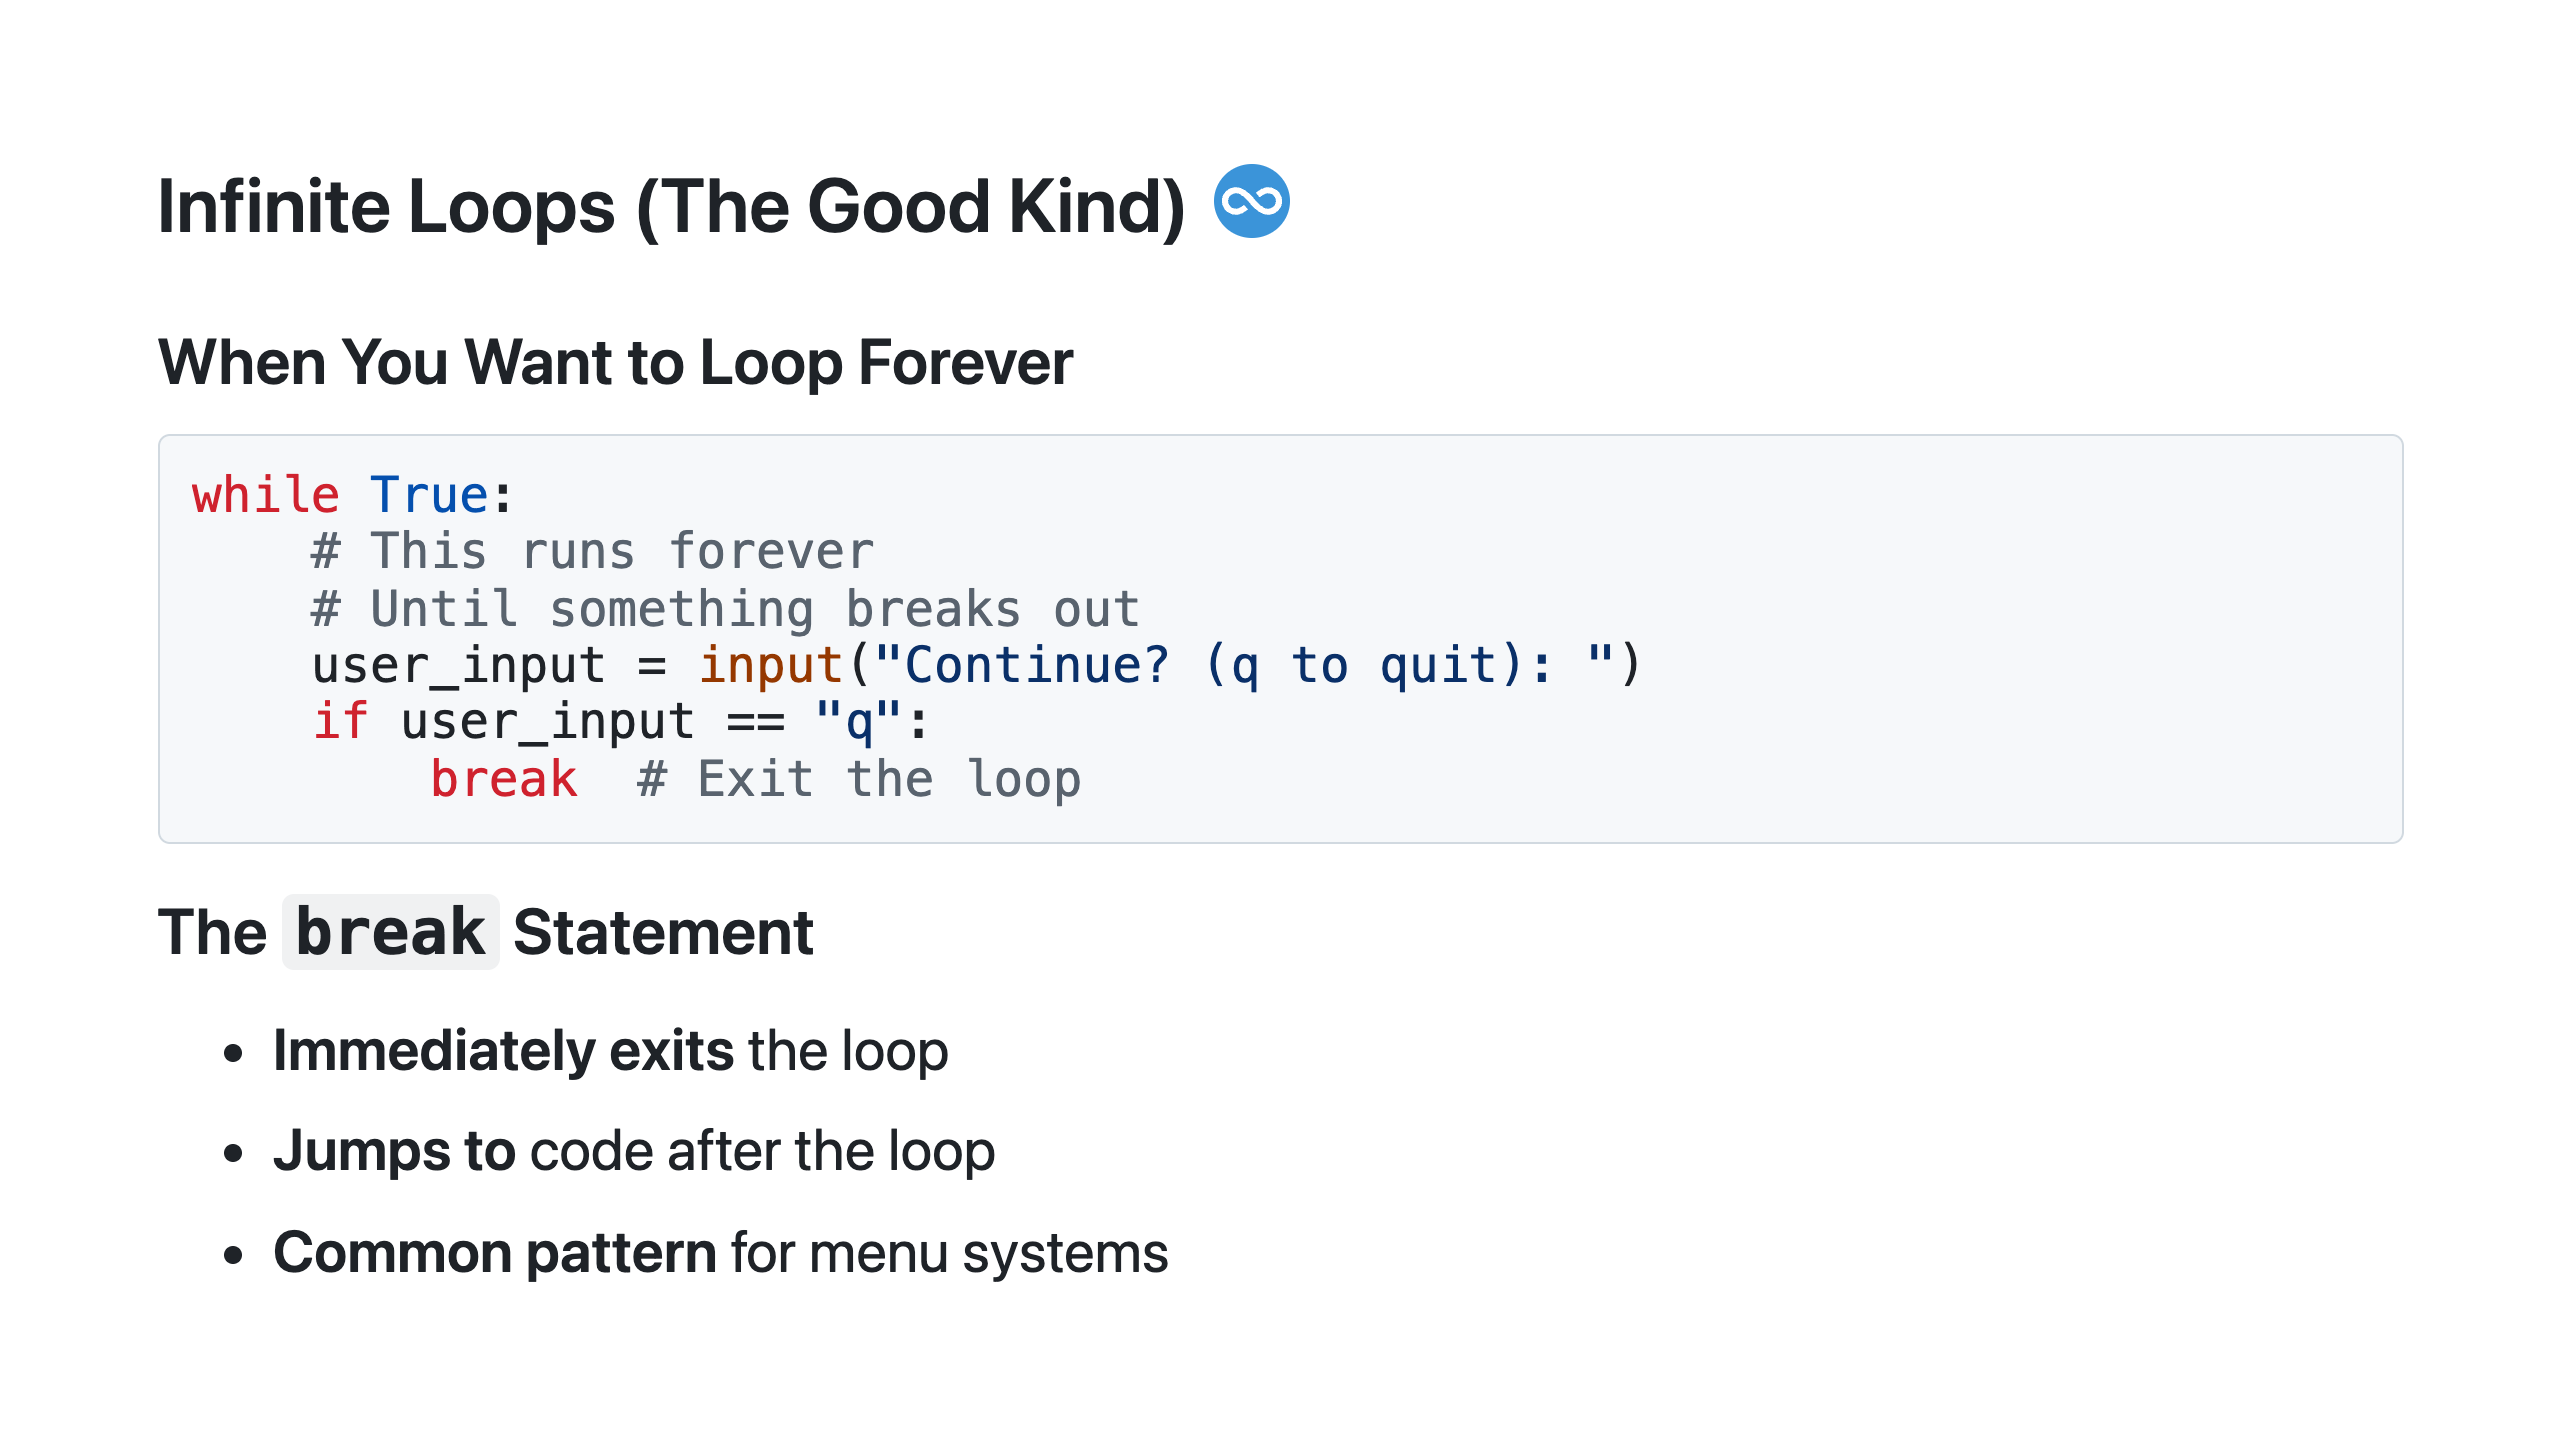 Infinite Loops (The Good Kind) ♾️
When You Want to Loop Forever
while True:
    # This runs forever
    # Until something breaks out
    user_input = input("Continue? (q to quit): ")
    if user_input == "q":
        break  # Exit the loop
The break Statement
• Immediately exits the loop
• Jumps to code after the loop
• Common pattern for menu systems